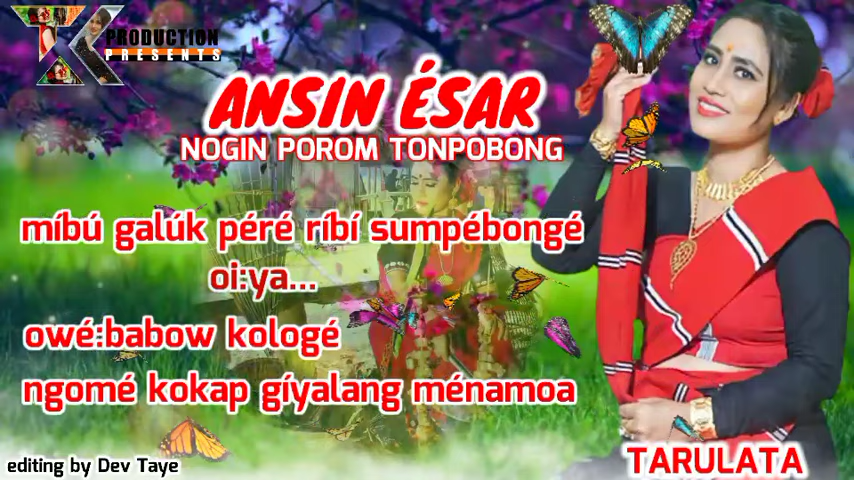 TK
PRODUCTION
PRESENTS
ANSIN ÉSAR
NOGIN POROM TONPOBONG
míbú galúk péré ríbí sumpébongé
oi:ya...
owé:babow kologé
ngomé kokap gíyalang ménamoa
editing by Dev Taye
TARULATA